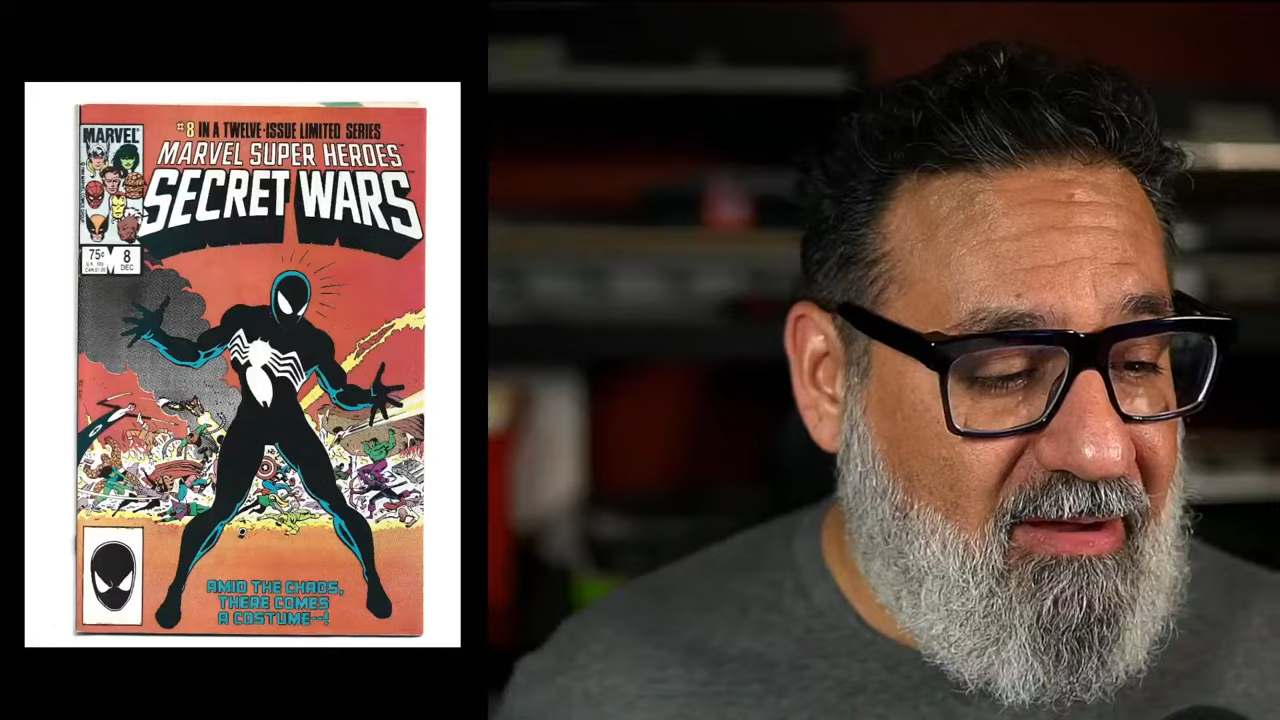 #8 IN A TWELVE-ISSUE LIMITED SERIES
MARVEL
MARVEL SUPER HEROES
SECRET WARS
75¢
8
DEC
AMID THE CHAOS,
THERE COMES
A COSTUME--!